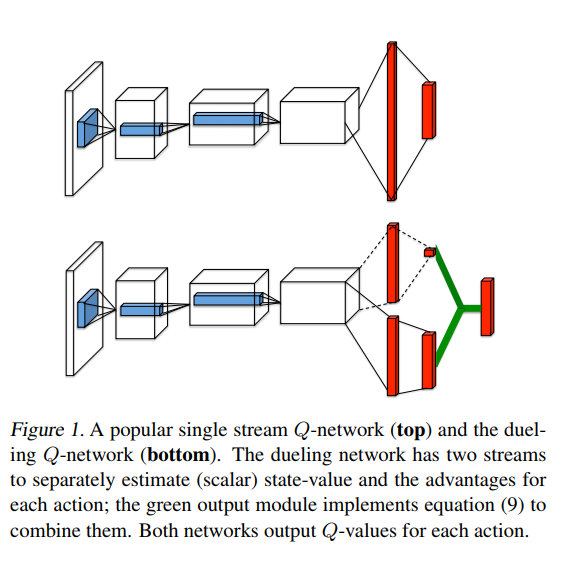 Figure 1. A popular single stream Q-network (top) and the duel-
ing Q-network (bottom). The dueling network has two streams
to separately estimate (scalar) state-value and the advantages for
each action; the green output module implements equation (9) to
combine them. Both networks output Q-values for each action.